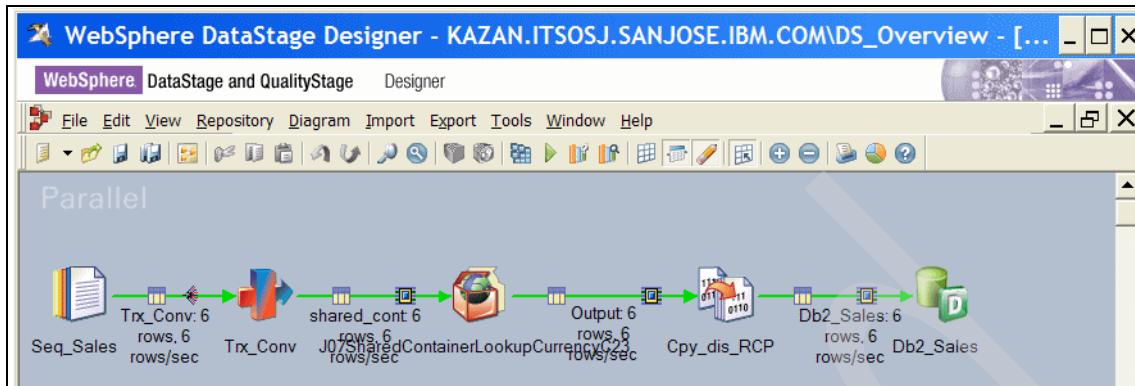 WebSphere DataStage Designer - KAZAN.ITSOSJ.SANJOSE.IBM.COM\DS_Overview - [...
WebSphere. DataStage and QualityStage Designer
File Edit View Repository Diagram Import Export Tools Window Help
Parallel
Seq_Sales
Trx_Conv: 6
rows, 6
rows/sec
Trx_Conv
shared_cont: 6
rows, 6
rows/sec
J07SharedContainerLookupCurrencyC23
Output: 6
rows, 6
rows/sec
Cpy_dis_RCP
Db2_Sales: 6
rows, 6
rows/sec
Db2_Sales